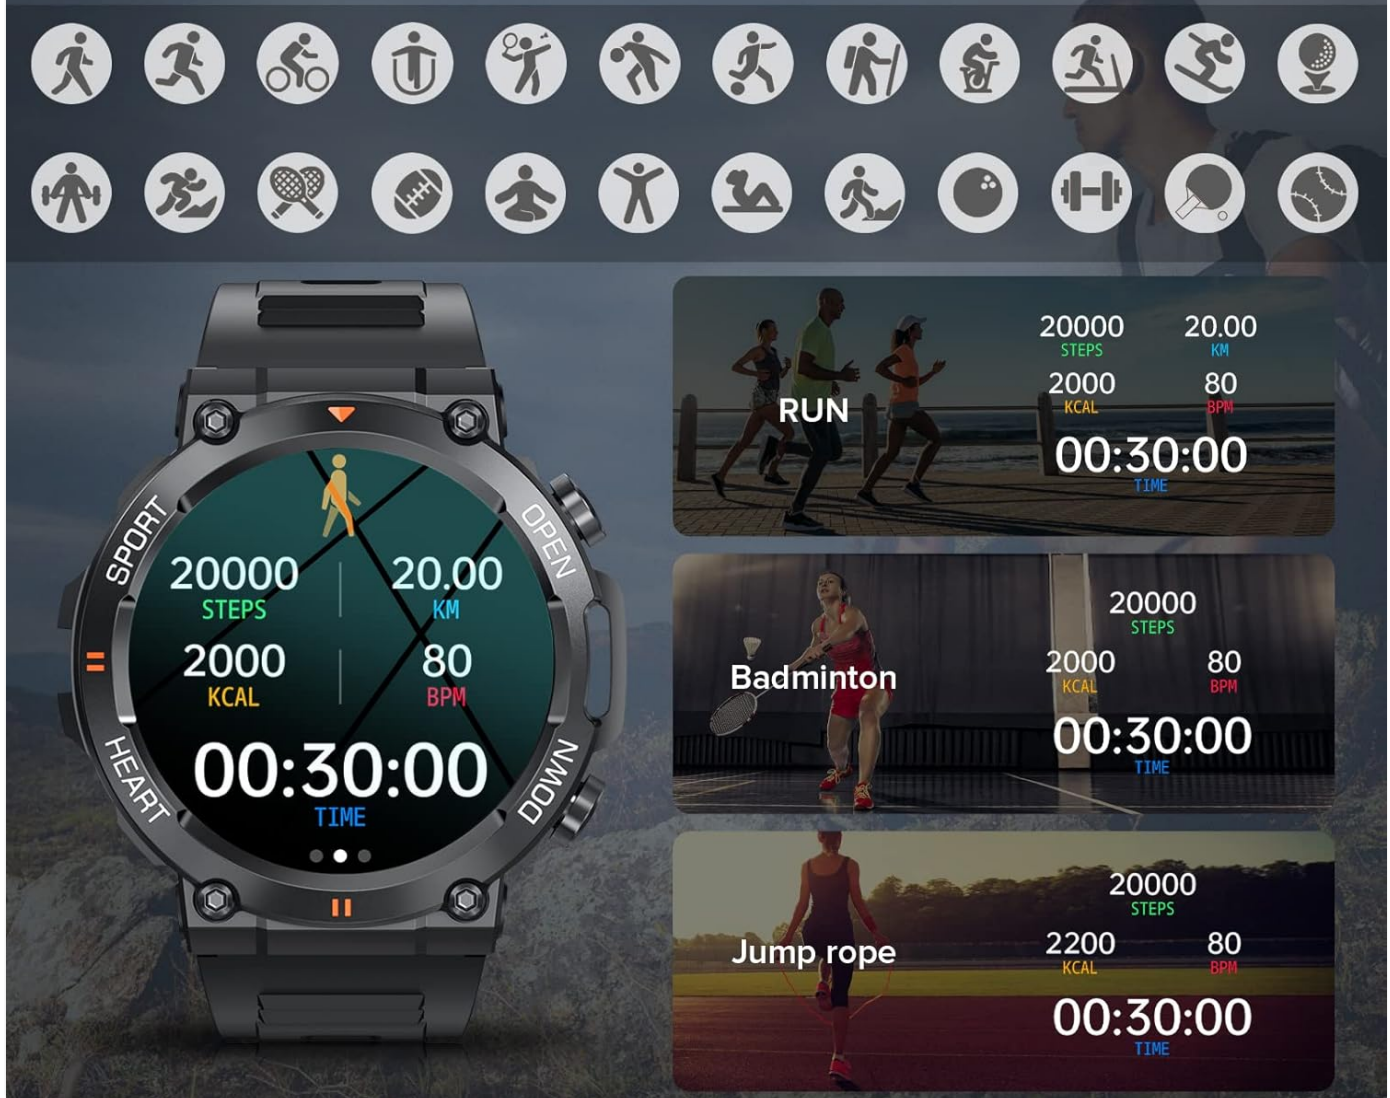 SPORT
OPEN
20000
STEPS
20.00
KM
2000
KCAL
80
BPM
00:30:00
TIME
HEART
DOWN
RUN
20000
STEPS
20.00
KM
2000
KCAL
80
BPM
00:30:00
TIME
Badminton
20000
STEPS
2000
KCAL
80
BPM
00:30:00
TIME
Jump rope
20000
STEPS
2200
KCAL
80
BPM
00:30:00
TIME